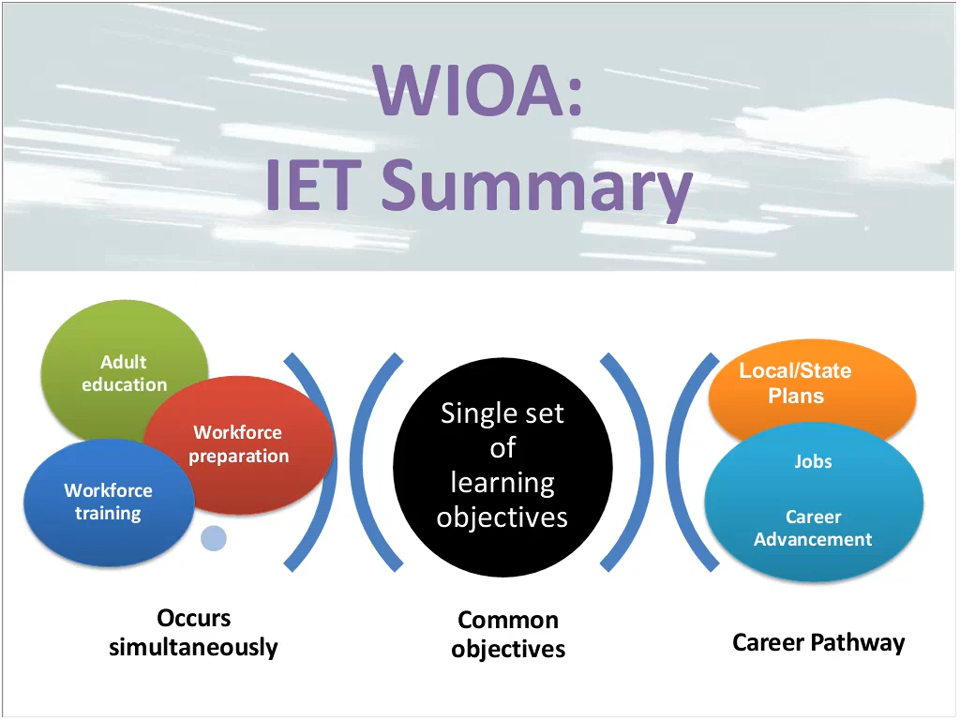 WIOA:
IET Summary
Adult
education
Workforce
preparation
Workforce
training
Occurs
simultaneously
Single set
of
learning
objectives
Common
objectives
Local/State
Plans
Jobs
Career
Advancement
Career Pathway